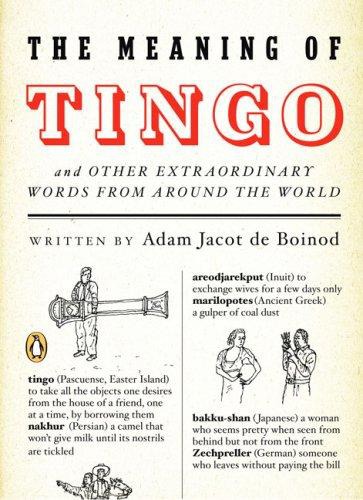 THE MEANING OF
TINGO
and OTHER EXTRAORDINARY
WORDS FROM AROUND THE WORLD
WRITTEN BY Adam Jacot de Boinod
areodjarekput (Inuit) to
exchange wives for a few days only
marilopotes (Ancient Greek)
a gulper of coal dust
tingo (Pascuense, Easter Island)
to take all the objects one desires
from the house of a friend, one
at a time, by borrowing them
nakhur (Persian) a camel that
won't give milk until its nostrils
are tickled
bakku-shan (Japanese) a woman
who seems pretty when seen from
behind but not from the front
Zechpreller (German) someone
who leaves without paying the bill